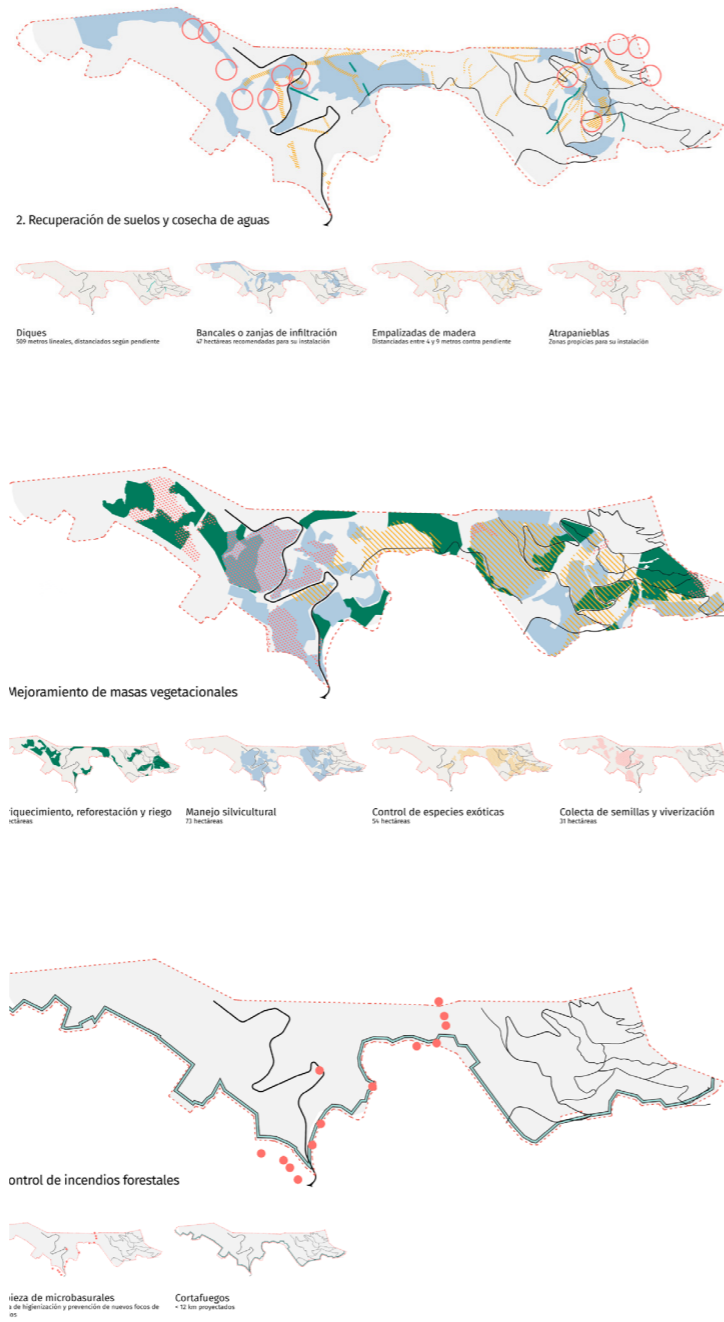 2. Recuperación de suelos y cosecha de aguas
Diques
509 metros lineales, distanciados según pendiente
Bancales o zanjas de infiltración
47 hectáreas recomendadas para su instalación
Empalizadas de madera
Distanciadas entre 4 y 9 metros contra pendiente
Atrapanieblas
Zonas propicias para su instalación
Mejoramiento de masas vegetacionales
riquecimiento, reforestación y riego
ectáreas
Manejo silvicultural
73 hectáreas
Control de especies exóticas
54 hectáreas
Colecta de semillas y viverización
31 hectáreas
ontrol de incendios forestales
ieza de microbasurales
a de higienización y prevención de nuevos focos de
os
Cortafuegos
~ 12 km proyectados